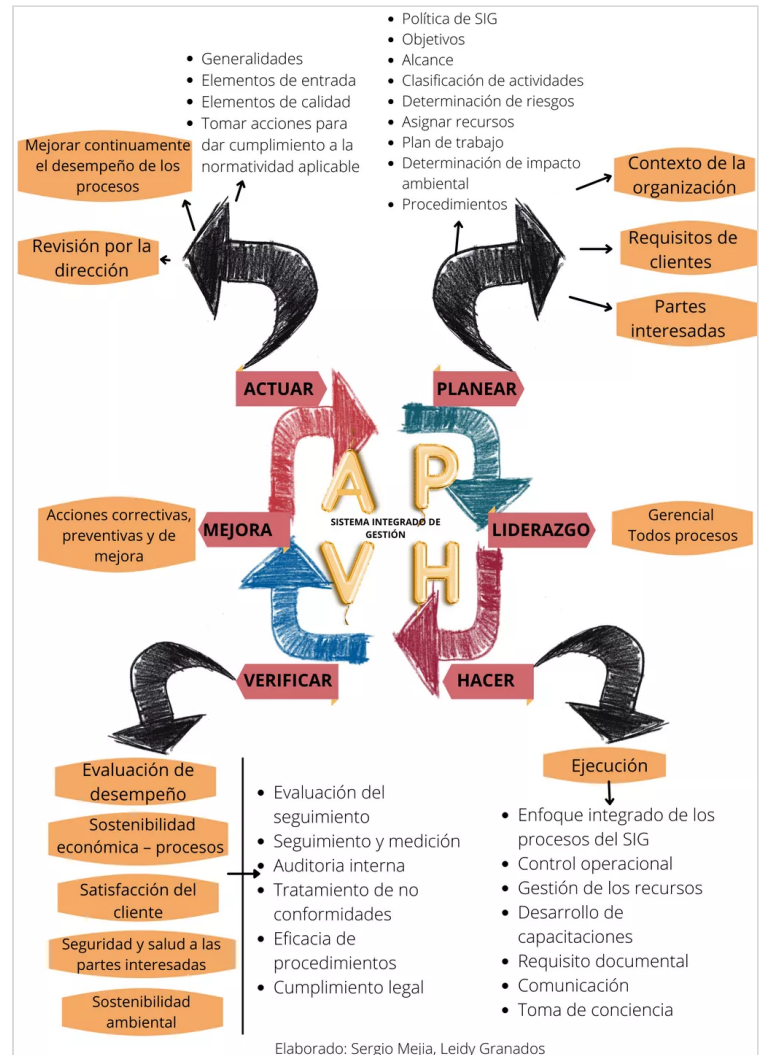 • Generalidades
• Elementos de entrada
• Elementos de calidad
• Tomar acciones para
dar cumplimiento a la
normatividad aplicable
• Política de SIG
• Objetivos
• Alcance
• Clasificación de actividades
• Determinación de riesgos
• Asignar recursos
• Plan de trabajo
• Determinación de impacto
ambiental
• Procedimientos
Mejorar continuamente
el desempeño de los
procesos
Revisión por la
dirección
Contexto de la
organización
Requisitos de
clientes
Partes
interesadas
ACTUAR
PLANEAR
A
P
Acciones correctivas,
preventivas y de
mejora
MEJORA
SISTEMA INTEGRADO DE
GESTIÓN
LIDERAZGO
Gerencial
Todos procesos
V
H
VERIFICAR
HACER
Evaluación de
desempeño
Sostenibilidad
económica – procesos
Satisfacción del
cliente
Seguridad y salud a las
partes interesadas
Sostenibilidad
ambiental
• Evaluación del
seguimiento
• Seguimiento y medición
• Auditoria interna
• Tratamiento de no
conformidades
• Eficacia de
procedimientos
• Cumplimiento legal
Ejecución
• Enfoque integrado de los
procesos del SIG
• Control operacional
• Gestión de los recursos
• Desarrollo de
capacitaciones
• Requisito documental
• Comunicación
• Toma de conciencia
Elaborado: Sergio Mejia, Leidy Granados